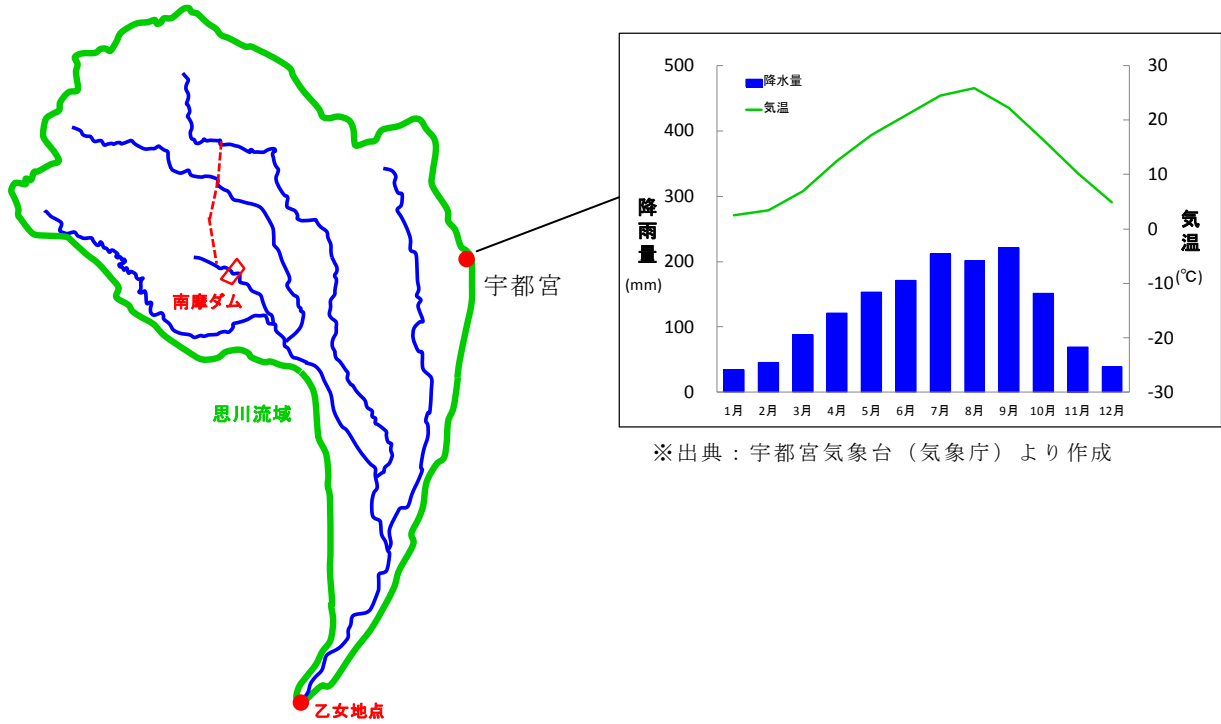 南摩ダム
思川流域
乙女地点
宇都宮
降雨量
(mm)
500
400
300
200
100
0
降水量
気温
1月 2月 3月 4月 5月 6月 7月 8月 9月 10月 11月 12月
30
20
10
0
-10
-20
-30
気温
(℃)
※出典：宇都宮気象台（気象庁）より作成